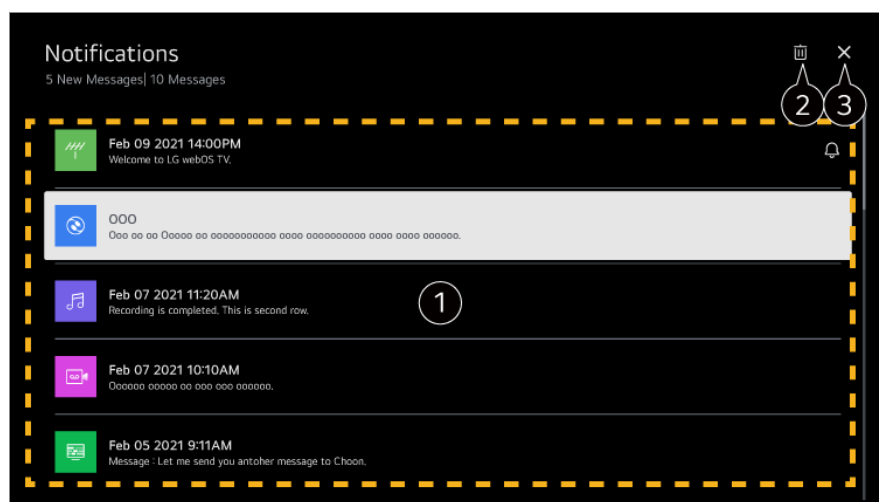 Notifications
5 New Messages| 10 Messages
2
3
Feb 09 2021 14:00PM
Welcome to LG webOS TV.
OOO
Ooo oo oo Ooooo oo ooooooooooo oooo oooooooooo oooo oooo oooooo.
Feb 07 2021 11:20AM
Recording is completed. This is second row.
1
Feb 07 2021 10:10AM
Oooooo ooooo oo ooo ooo oooooo.
Feb 05 2021 9:11AM
Message : Let me send you antoher message to Choon.